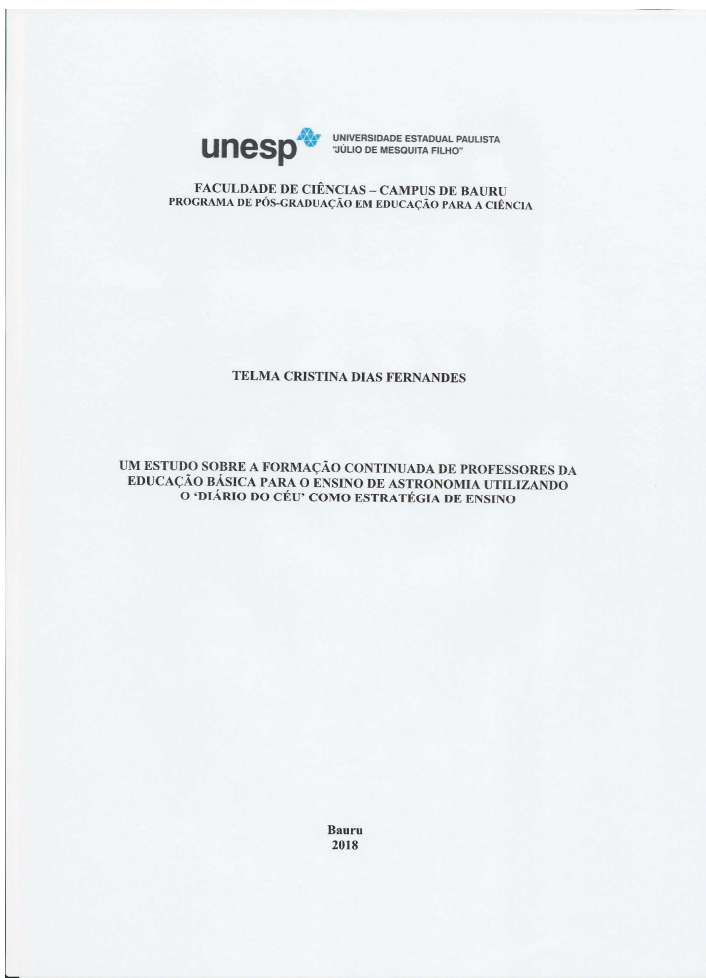 unesp
UNIVERSIDADE ESTADUAL PAULISTA
"JÚLIO DE MESQUITA FILHO"
FACULDADE DE CIÊNCIAS – CAMPUS DE BAURU
PROGRAMA DE PÓS-GRADUAÇÃO EM EDUCAÇÃO PARA A CIÊNCIA
TELMA CRISTINA DIAS FERNANDES
UM ESTUDO SOBRE A FORMAÇÃO CONTINUADA DE PROFESSORES DA
EDUCAÇÃO BÁSICA PARA O ENSINO DE ASTRONOMIA UTILIZANDO
O ‘DIÁRIO DO CÉU’ COMO ESTRATÉGIA DE ENSINO
Bauru
2018